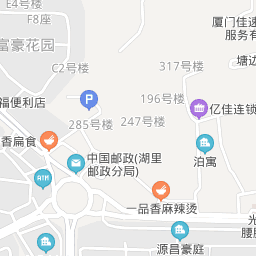 E4号楼
F8座
厦门佳速
服务有
富豪花园
C2号楼
317号楼
塘边
福便利店
196号楼
亿佳连锁
285号楼
247号楼
香扁食
中国邮政(湖里
邮政分局)
泊寓
ATM
一品香麻辣烫
源昌豪庭
光
腰